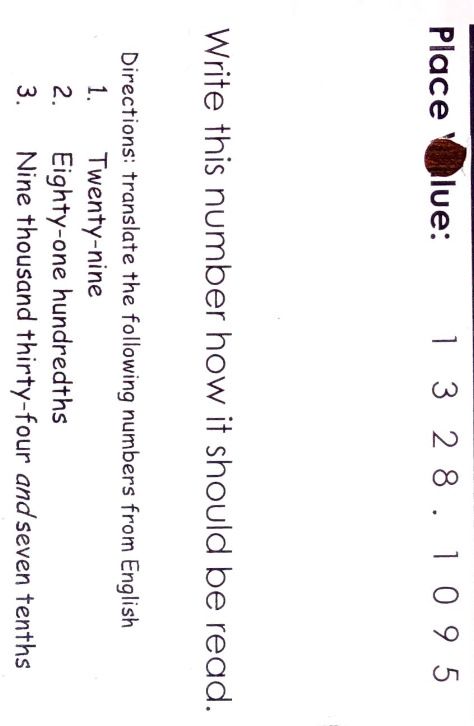 Place lue: 1 3 2 8 . 1 0 9 5
Write this number how it should be read.
Directions: translate the following numbers from English
1. Twenty-nine
2. Eighty-one hundredths
3. Nine thousand thirty-four and seven tenths